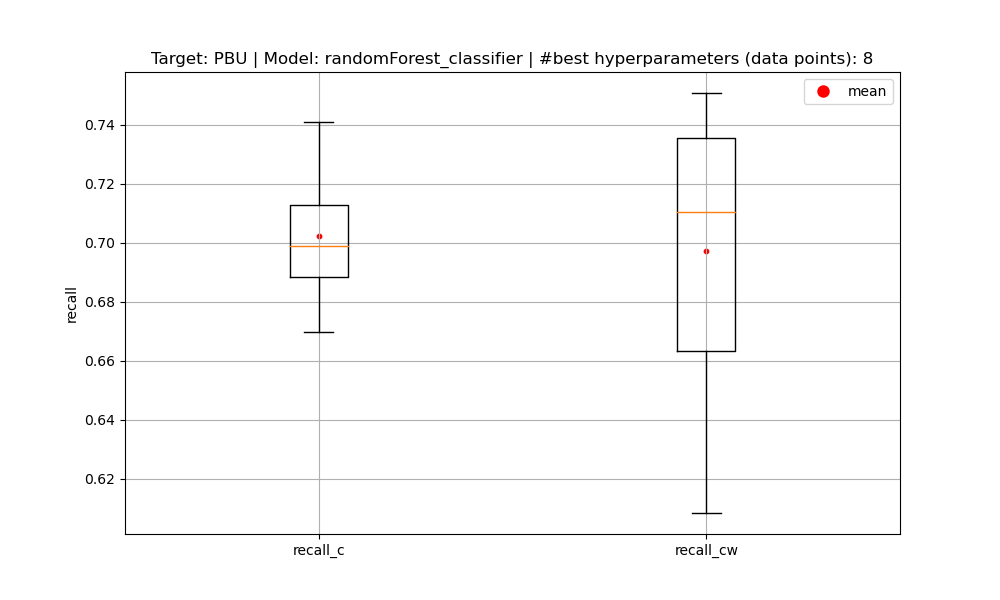 Target: PBU | Model: randomForest_classifier | #best hyperparameters (data points): 8
mean
0.74
0.72
0.70
0.68
0.66
0.64
0.62
recall
recall_c
recall_cw